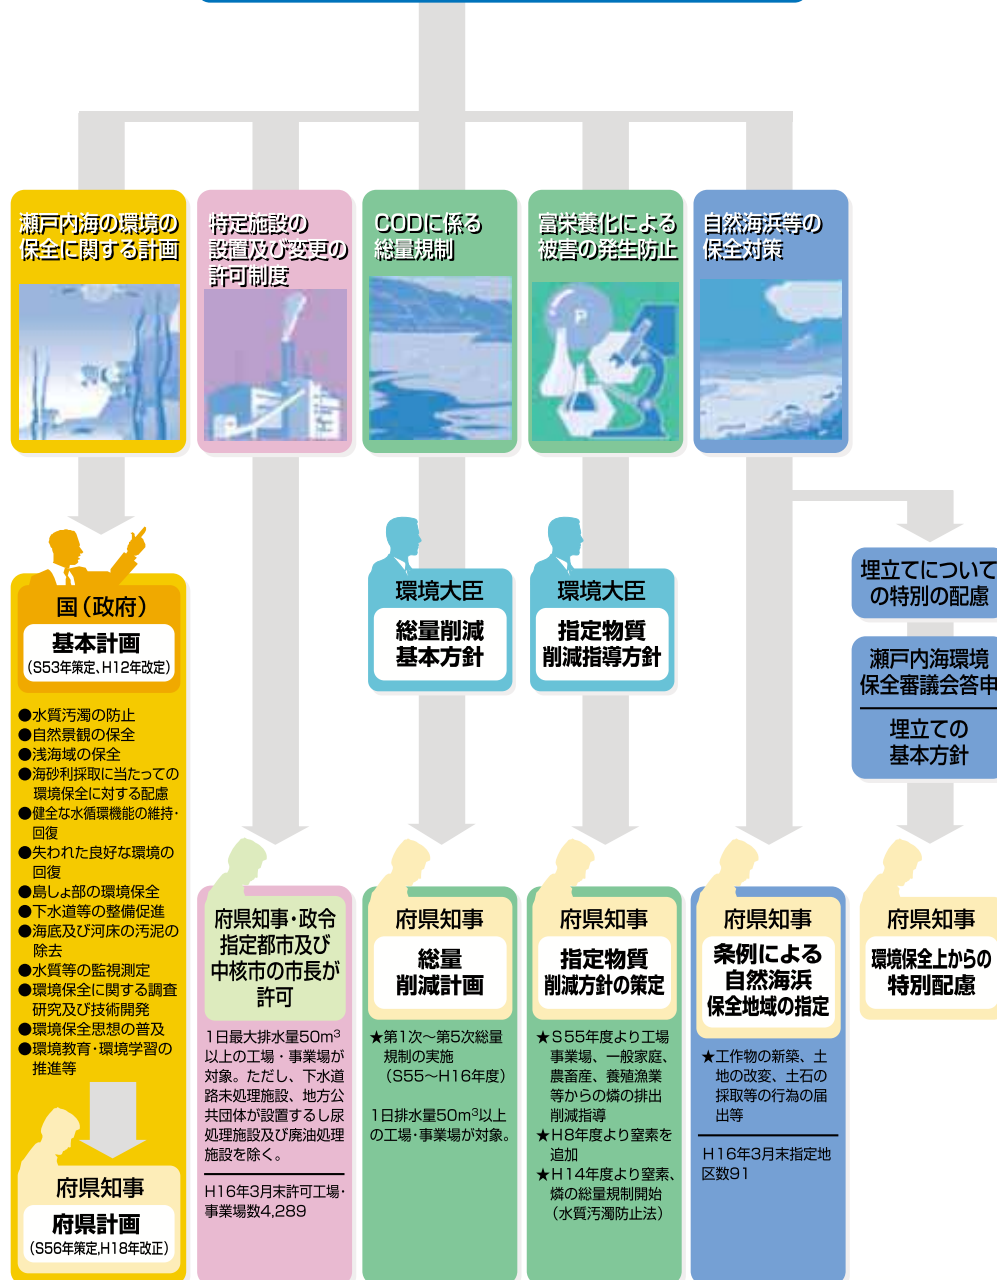 瀬戸内海の環境の
保全に関する計画
特定施設の
設置及び変更の
許可制度
CODに係る
総量規制
富栄養化による
被害の発生防止
P
自然海浜等の
保全対策
国（政府）
基本計画
（S53年策定、H12年改定）
●水質汚濁の防止
●自然景観の保全
●浅海域の保全
●海砂利採取に当たっての
環境保全に対する配慮
●健全な水循環機能の維持・
回復
●失われた良好な環境の
回復
●島しょ部の環境保全
●下水道等の整備促進
●海底及び河床の汚泥の
除去
●水質等の監視測定
●環境保全に関する調査
研究及び技術開発
●環境保全思想の普及
●環境教育・環境学習の
推進等
府県知事
府県計画
（S56年策定,H18年改正）
府県知事・政令
指定都市及び
中核市の市長が
許可
1日最大排水量50m³
以上の工場・事業場が
対象。ただし、下水道
路未処理施設、地方公
共団体が設置するし尿
処理施設及び廃油処理
施設を除く。
H16年3月末許可工場・
事業場数4,289
環境大臣
総量削減
基本方針
府県知事
総量
削減計画
★第1次〜第5次総量
規制の実施
（S55〜H16年度）
1日排水量50m³以上
の工場・事業場が対象。
環境大臣
指定物質
削減指導方針
府県知事
指定物質
削減方針の策定
★S55年度より工場
事業場、一般家庭、
農畜産、養殖漁業
等からの燐の排出
削減指導
★H8年度より窒素を
追加
★H14年度より窒素、
燐の総量規制開始
（水質汚濁防止法）
府県知事
条例による
自然海浜
保全地域の指定
★工作物の新築、土
地の改変、土石の
採取等の行為の届
出等
H16年3月末指定地
区数91
埋立てについて
の特別の配慮
瀬戸内海環境
保全審議会答申
埋立ての
基本方針
府県知事
環境保全上からの
特別配慮